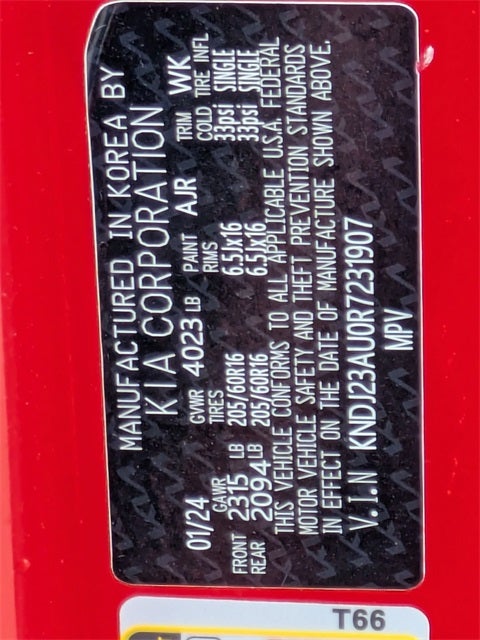 MANUFACTURED IN KOREA BY
KIA CORPORATION
01/24 GVWR 4023 LB PAINT AJR TRIM WK
GAWR TIRES RIMS COLD TIRE INFL
FRONT 2315 LB 205/60R16 6.5Jx16 33psi SINGLE
REAR 2094 LB 205/60R16 6.5Jx16 33psi SINGLE
THIS VEHICLE CONFORMS TO ALL APPLICABLE U.S.A. FEDERAL
MOTOR VEHICLE SAFETY AND THEFT PREVENTION STANDARDS
IN EFFECT ON THE DATE OF MANUFACTURE SHOWN ABOVE.
V.I.N KNDJ23AU0R7231907
MPV
T66